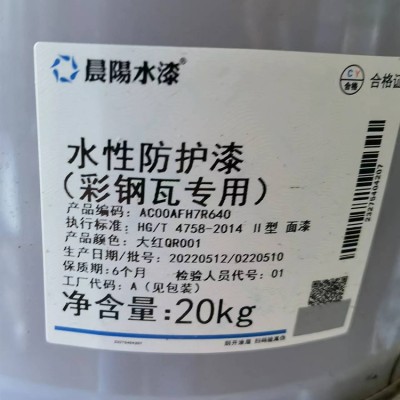 晨陽水漆®
CY
合格
合格证
水性防护漆
（彩钢瓦专用）
产品编码: AC00AFH7R640
执行标准: HG/T 4758-2014 II型 面漆
产品颜色: 大红QR001
生产日期/批号: 20220512/0220510
保质期:6个月 检验人员代号: 01
工厂代码: A（见包装）
净含量:20kg